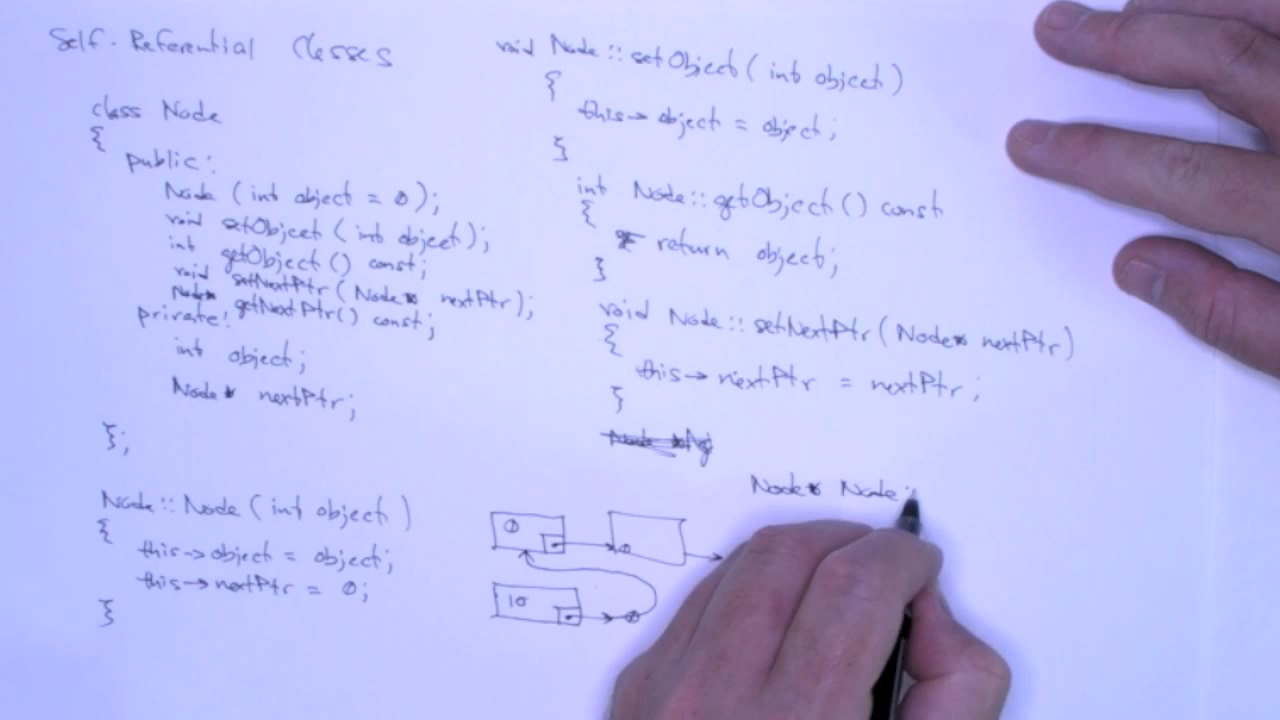 Self-Referential Classes
class Node
{
public:
Node (int object = 0);
void setObject (int object);
int getObject () const;
void setNextPtr (Node* nextPtr);
Node* getNextPtr() const;
private:
int object;
Node* nextPtr;
};
Node::Node (int object)
{
this->object = object;
this->nextPtr = 0;
}
void Node::setObject (int object)
{
this->object = object;
}
int Node::getObject () const
{
return object;
}
void Node::setNextPtr (Node* nextPtr)
{
this->nextPtr = nextPtr;
}
Node* Node::
0
0
10
0